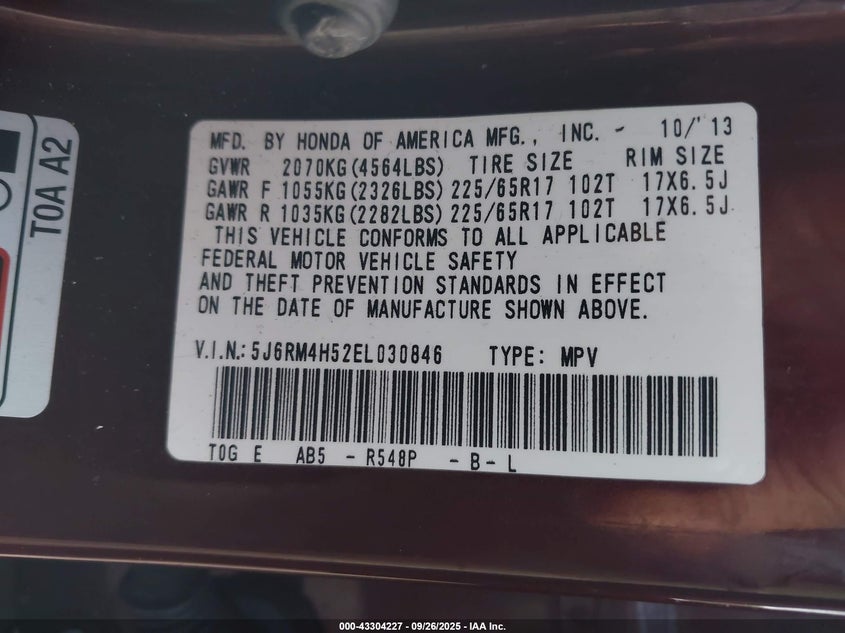 T0A A2
MFD. BY HONDA OF AMERICA MFG., INC. - 10/'13
GVWR 2070KG(4564LBS) TIRE SIZE RIM SIZE
GAWR F 1055KG(2326LBS) 225/65R17 102T 17X6.5J
GAWR R 1035KG(2282LBS) 225/65R17 102T 17X6.5J
THIS VEHICLE CONFORMS TO ALL APPLICABLE
FEDERAL MOTOR VEHICLE SAFETY
AND THEFT PREVENTION STANDARDS IN EFFECT
ON THE DATE OF MANUFACTURE SHOWN ABOVE.
V.I.N.: 5J6RM4H52EL030846 TYPE: MPV
T0G E AB5 - R548P - B - L
000-43304227 - 09/26/2025 - IAA Inc.